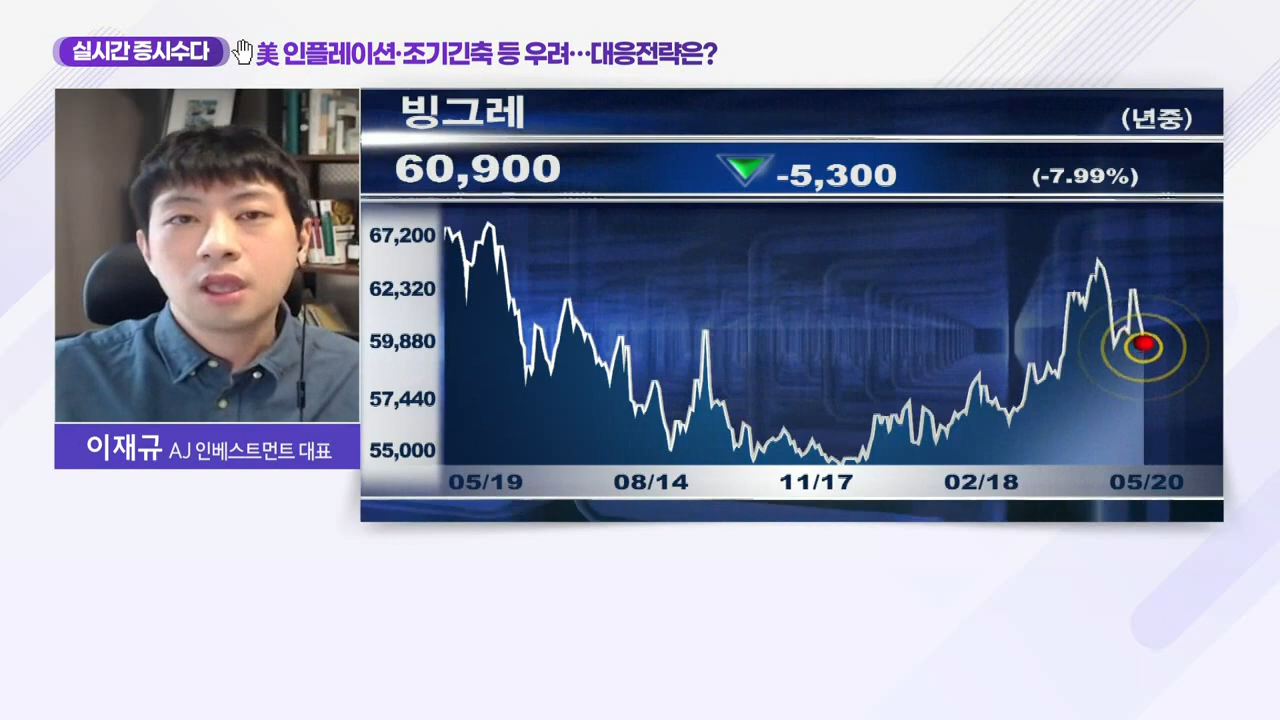 실시간 증시수다 美 인플레이션·조기긴축 등 우려…대응전략은?
빙그레 (년중)
60,900 -5,300 (-7.99%)
67,200
62,320
59,880
57,440
55,000
05/19 08/14 11/17 02/18 05/20
이재규 AJ 인베스트먼트 대표